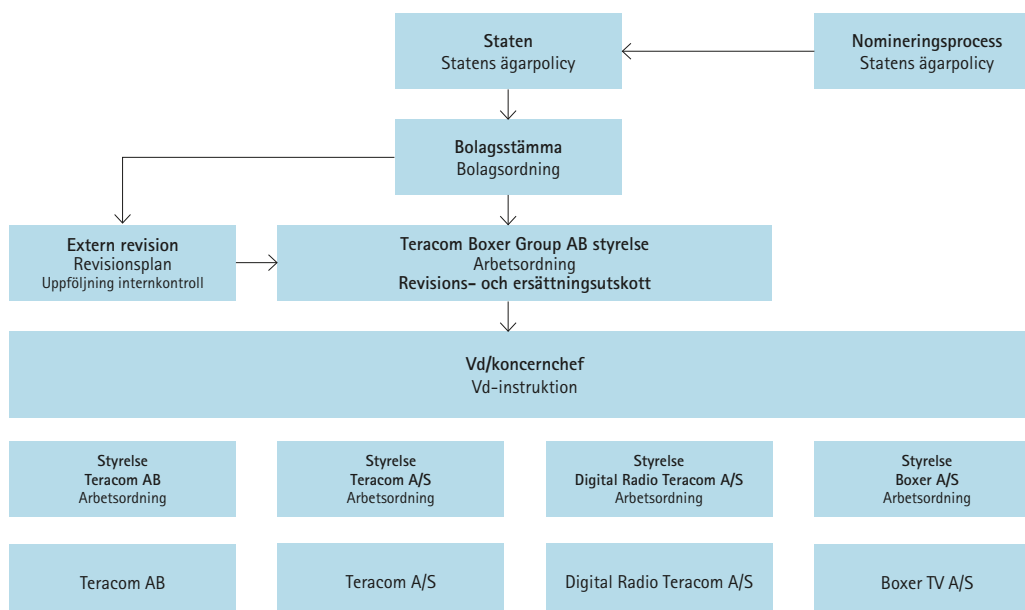 Staten
Statens ägarpolicy
Nomineringsprocess
Statens ägarpolicy
Bolagsstämma
Bolagsordning
Extern revision
Revisionsplan
Uppföljning internkontroll
Teracom Boxer Group AB styrelse
Arbetsordning
Revisions- och ersättningsutskott
Vd/koncernchef
Vd-instruktion
Styrelse
Teracom AB
Arbetsordning
Styrelse
Teracom A/S
Arbetsordning
Styrelse
Digital Radio Teracom A/S
Arbetsordning
Styrelse
Boxer A/S
Arbetsordning
Teracom AB
Teracom A/S
Digital Radio Teracom A/S
Boxer TV A/S